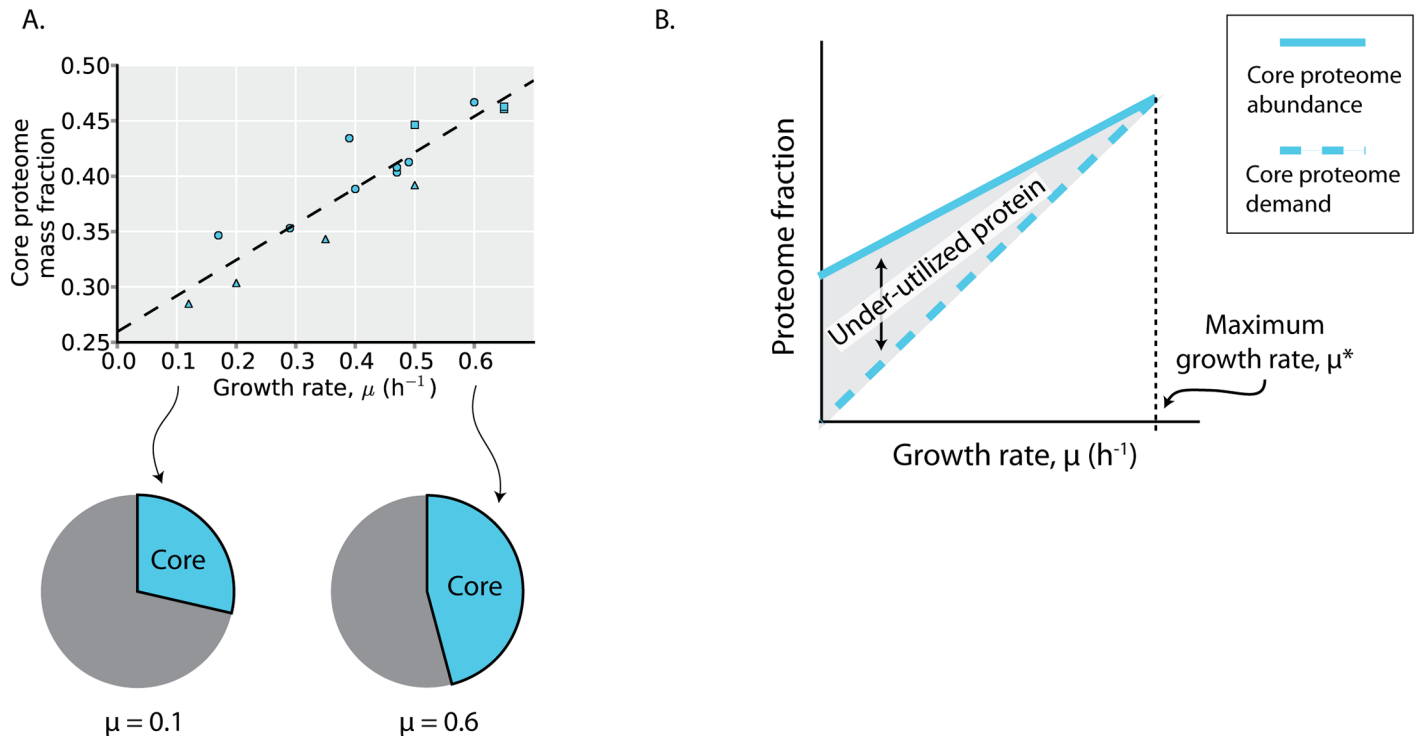 A.
0.50
0.45
0.40
0.35
0.30
0.25
Core proteome
mass fraction
0.0 0.1 0.2 0.3 0.4 0.5 0.6
Growth rate, μ (h⁻¹)
Core
Core
μ = 0.1
μ = 0.6
B.
Core proteome
abundance
Core proteome
demand
Proteome fraction
Under-utilized protein
Maximum
growth rate, μ*
Growth rate, μ (h⁻¹)